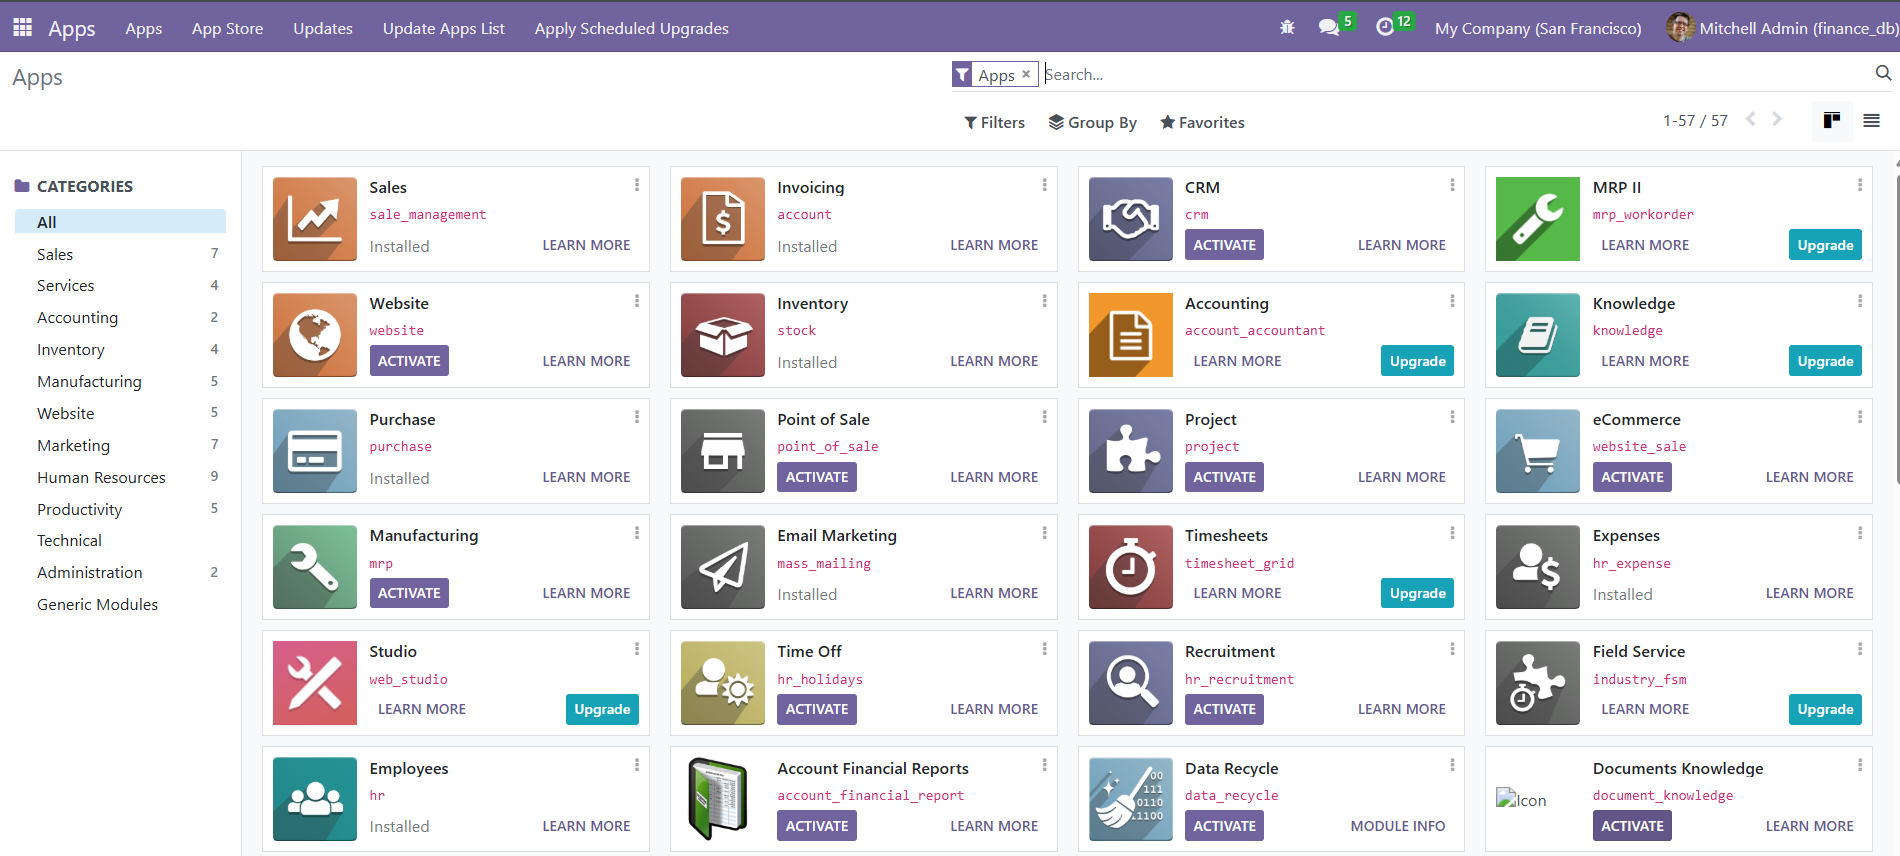 Apps Apps App Store Updates Update Apps List Apply Scheduled Upgrades 5 12 My Company (San Francisco) Mitchell Admin (finance_db)
Apps
Apps × Search...
Filters Group By Favorites 1-57 / 57
CATEGORIES
All
Sales 7
Services 4
Accounting 2
Inventory 4
Manufacturing 5
Website 5
Marketing 7
Human Resources 9
Productivity 5
Technical
Administration 2
Generic Modules
Sales
sale_management
Installed LEARN MORE
Invoicing
account
Installed LEARN MORE
CRM
crm
ACTIVATE LEARN MORE
MRP II
mrp_workorder
LEARN MORE Upgrade
Website
website
ACTIVATE LEARN MORE
Inventory
stock
Installed LEARN MORE
Accounting
account_accountant
LEARN MORE Upgrade
Knowledge
knowledge
LEARN MORE Upgrade
Purchase
purchase
Installed LEARN MORE
Point of Sale
point_of_sale
ACTIVATE LEARN MORE
Project
project
ACTIVATE LEARN MORE
eCommerce
website_sale
ACTIVATE LEARN MORE
Manufacturing
mrp
ACTIVATE LEARN MORE
Email Marketing
mass_mailing
Installed LEARN MORE
Timesheets
timesheet_grid
LEARN MORE Upgrade
Expenses
hr_expense
Installed LEARN MORE
Studio
web_studio
LEARN MORE Upgrade
Time Off
hr_holidays
ACTIVATE LEARN MORE
Recruitment
hr_recruitment
ACTIVATE LEARN MORE
Field Service
industry_fsm
LEARN MORE Upgrade
Employees
hr
Installed LEARN MORE
Account Financial Reports
account_financial_report
ACTIVATE LEARN MORE
00
111
0110
11100
Data Recycle
data_recycle
ACTIVATE MODULE INFO
Icon
Documents Knowledge
document_knowledge
ACTIVATE LEARN MORE